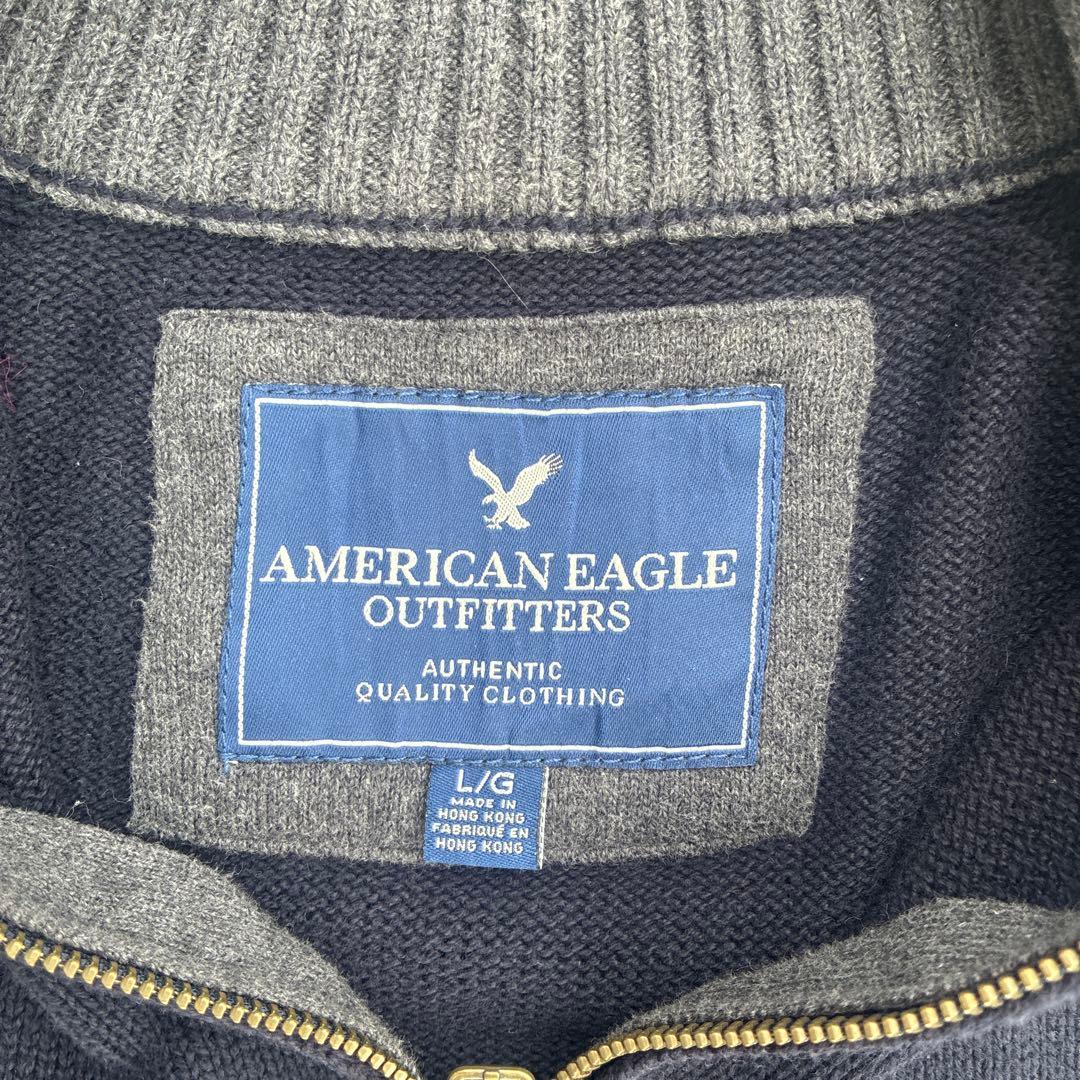 AMERICAN EAGLE
OUTFITTERS
AUTHENTIC
QUALITY CLOTHING
L/G
MADE IN
HONG KONG
FABRIQUÉ EN
HONG KONG